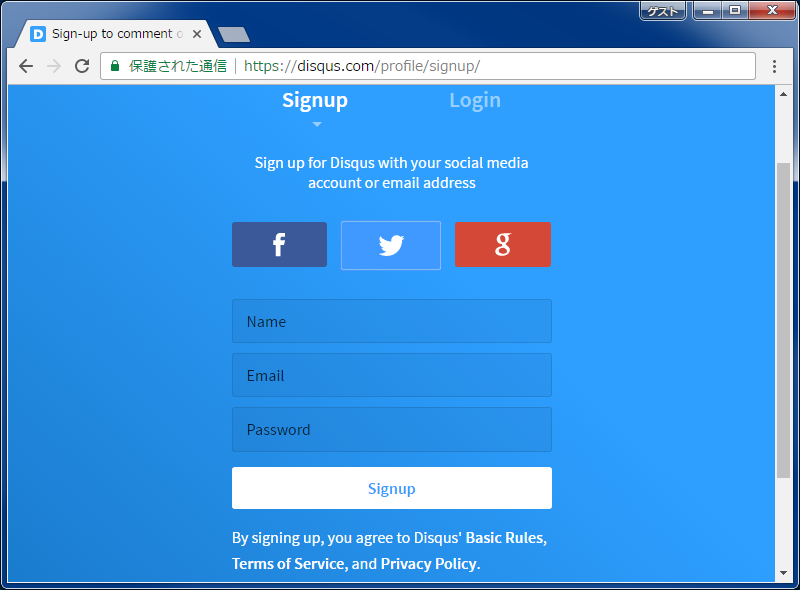 ゲスト
Sign-up to comment o
保護された通信 https://disqus.com/profile/signup/
Signup Login
Sign up for Disqus with your social media
account or email address
Name
Email
Password
Signup
By signing up, you agree to Disqus' Basic Rules,
Terms of Service, and Privacy Policy.